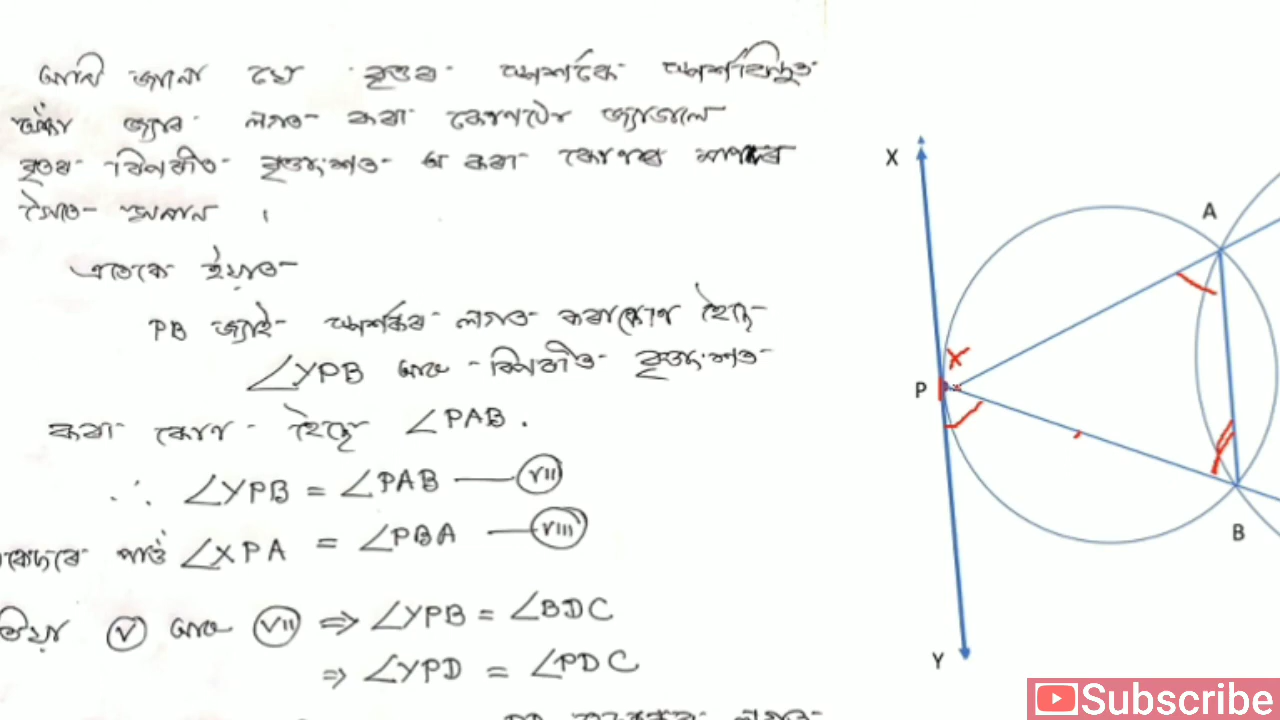 আমি জানো যে বৃত্তৰ স্পৰ্শকে স্পৰ্শবিন্দুত
অঁকা জ্যাৰ লগত কৰা কোণটো জ্যাডালে
বৃত্তৰ বিপৰীত বৃত্তাংশত কৰা কোণৰ
সৈতে সমান ।
এতেকে ইয়াত
PB জ্যাই স্পৰ্শকৰ লগত কৰা কোণ হৈছে
∠YPB আৰু বিপৰীত বৃত্তাংশত
কৰা কোণ হৈছে ∠PAB.
∴ ∠YPB = ∠PAB — VII
পাওঁ ∠XPA = ∠PBA — VIII
V আৰু VII ⇒ ∠YPB = ∠BDC
⇒ ∠YPD = ∠PDC
লগত
X
A
X
P
B
Y
Subscribe